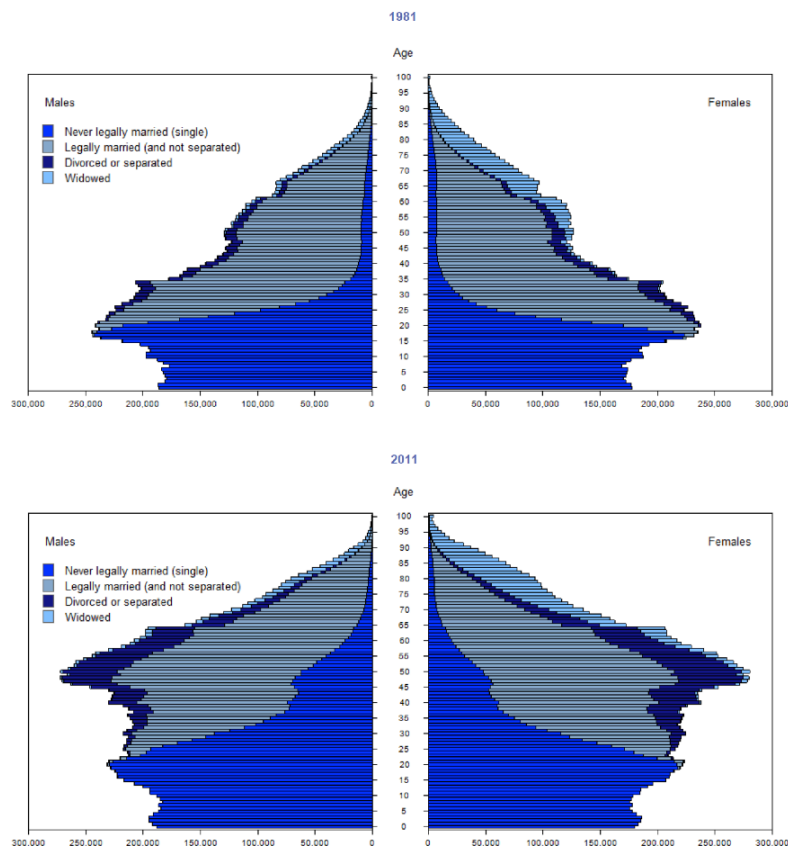 1981
Age
Males
Females
Never legally married (single)
Legally married (and not separated)
Divorced or separated
Widowed
100
95
90
85
80
75
70
65
60
55
50
45
40
35
30
25
20
15
10
5
0
300,000 250,000 200,000 150,000 100,000 50,000 0 0 50,000 100,000 150,000 200,000 250,000 300,000
2011
Age
Males
Females
Never legally married (single)
Legally married (and not separated)
Divorced or separated
Widowed
100
95
90
85
80
75
70
65
60
55
50
45
40
35
30
25
20
15
10
5
0
300,000 250,000 200,000 150,000 100,000 50,000 0 0 50,000 100,000 150,000 200,000 250,000 300,000